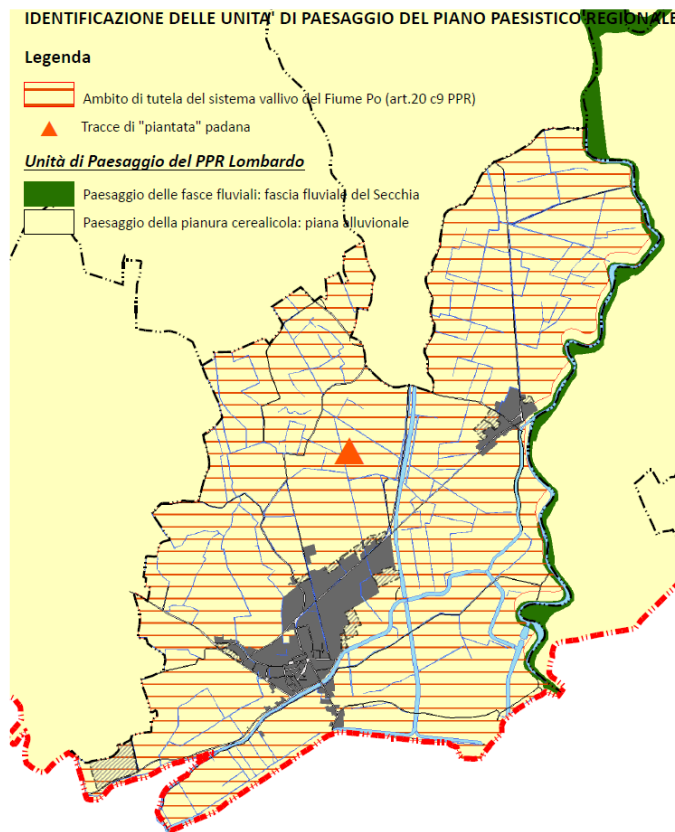 IDENTIFICAZIONE DELLE UNITA' DI PAESAGGIO DEL PIANO PAESISTICO REGIONALE
Legenda
Ambito di tutela del sistema vallivo del Fiume Po (art.20 c9 PPR)
Tracce di "piantata" padana
Unità di Paesaggio del PPR Lombardo
Paesaggio delle fasce fluviali: fascia fluviale del Secchia
Paesaggio della pianura cerealicola: piana alluvionale